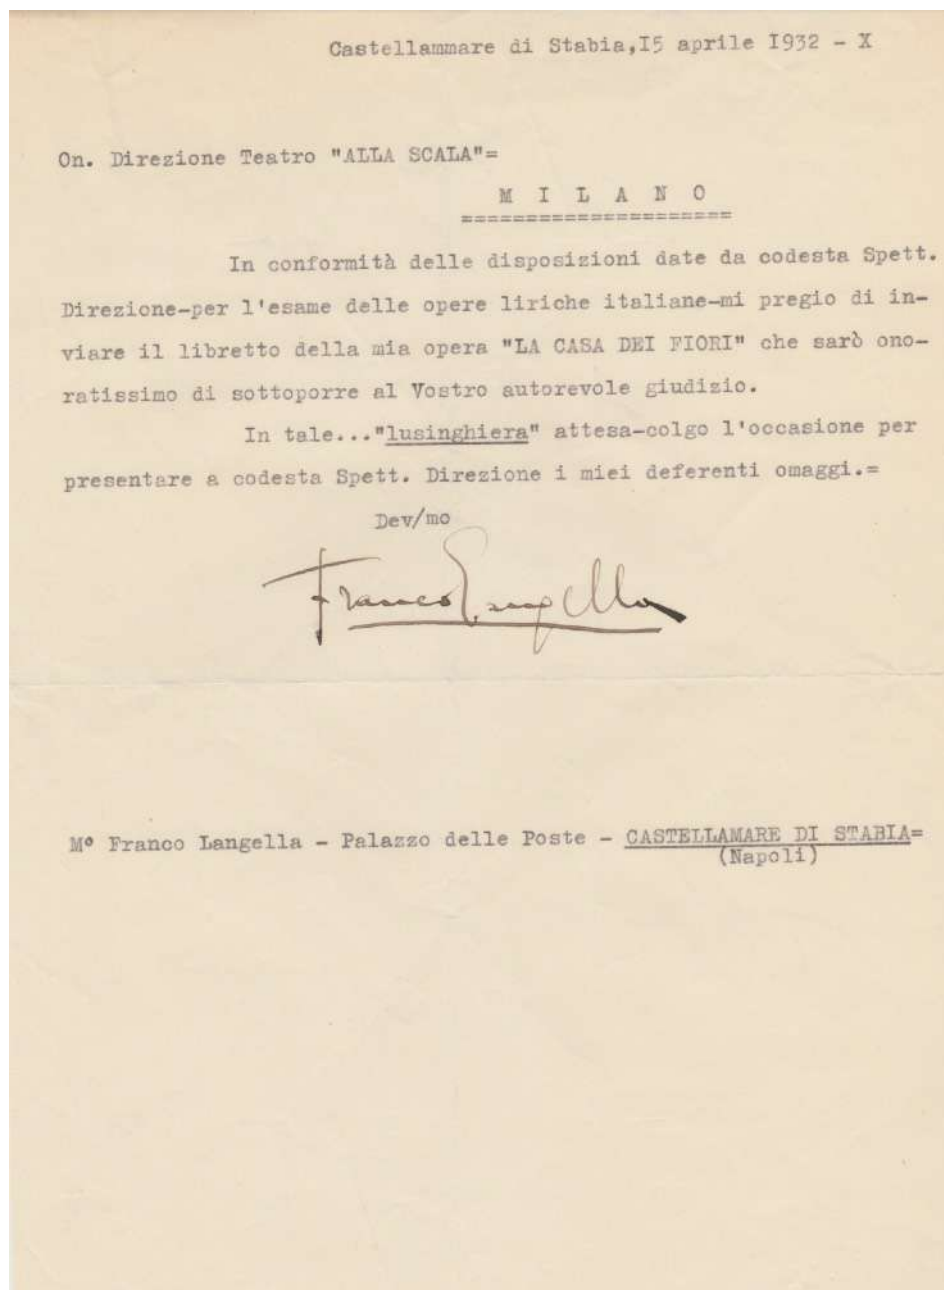 Castellammare di Stabia,I5 aprile I932 - X
On. Direzione Teatro "ALLA SCALA"=
M I L A N O
=====================
In conformità delle disposizioni date da codesta Spett.
Direzione-per l'esame delle opere liriche italiane-mi pregio di in-
viare il libretto della mia opera "LA CASA DEI FIORI" che sarò ono-
ratissimo di sottoporre al Vostro autorevole giudizio.
In tale..."lusinghiera" attesa-colgo l'occasione per
presentare a codesta Spett. Direzione i miei deferenti omaggi.=
Dev/mo
Franco Langella
Mº Franco Langella - Palazzo delle Poste - CASTELLAMARE DI STABIA=
(Napoli)